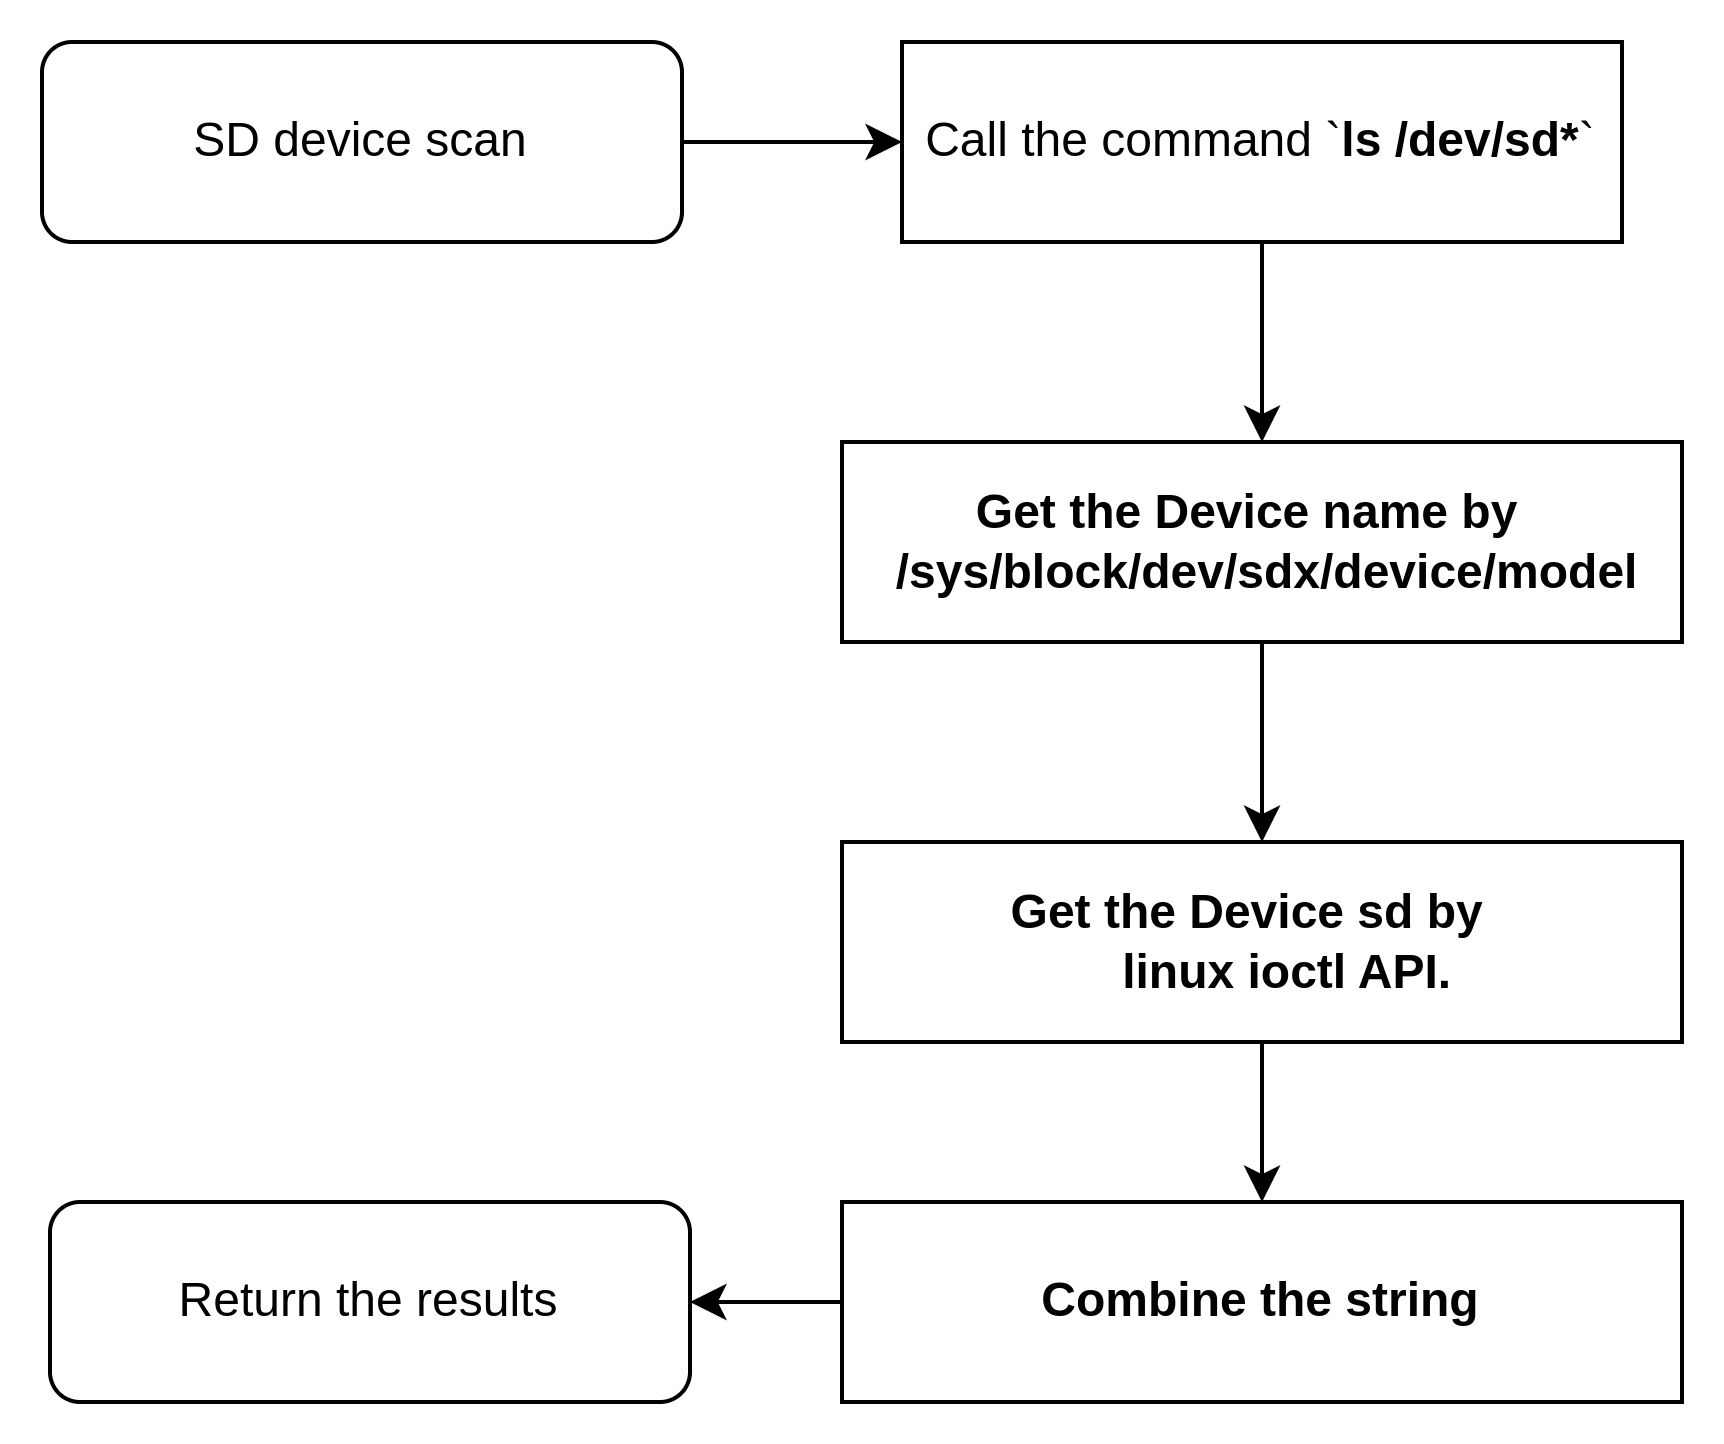 SD device scan
Call the command `ls /dev/sd*`
Get the Device name by
/sys/block/dev/sdx/device/model
Get the Device sd by
linux ioctl API.
Combine the string
Return the results